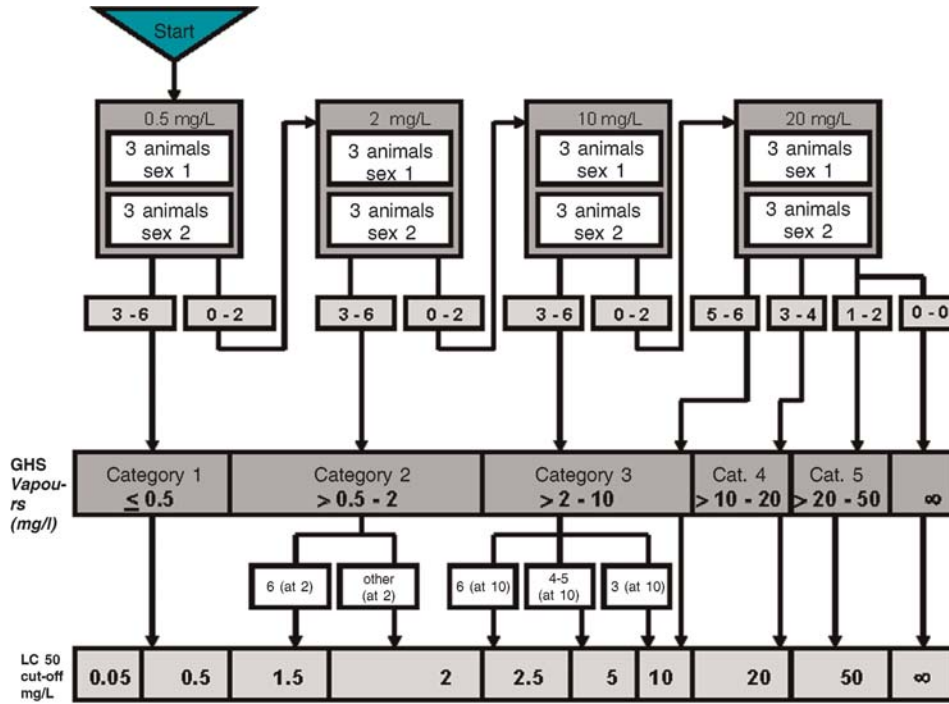 Start
0.5 mg/L
3 animals
sex 1
3 animals
sex 2
2 mg/L
3 animals
sex 1
3 animals
sex 2
10 mg/L
3 animals
sex 1
3 animals
sex 2
20 mg/L
3 animals
sex 1
3 animals
sex 2
3 - 6
0 - 2
3 - 6
0 - 2
3 - 6
0 - 2
5 - 6
3 - 4
1 - 2
0 - 0
GHS
Vapou-
rs
(mg/l)
Category 1
≤ 0.5
Category 2
> 0.5 - 2
Category 3
> 2 - 10
Cat. 4
> 10 - 20
Cat. 5
> 20 - 50
∞
6 (at 2)
other
(at 2)
6 (at 10)
4-5
(at 10)
3 (at 10)
LC 50
cut-off
mg/L
0.05
0.5
1.5
2
2.5
5
10
20
50
∞